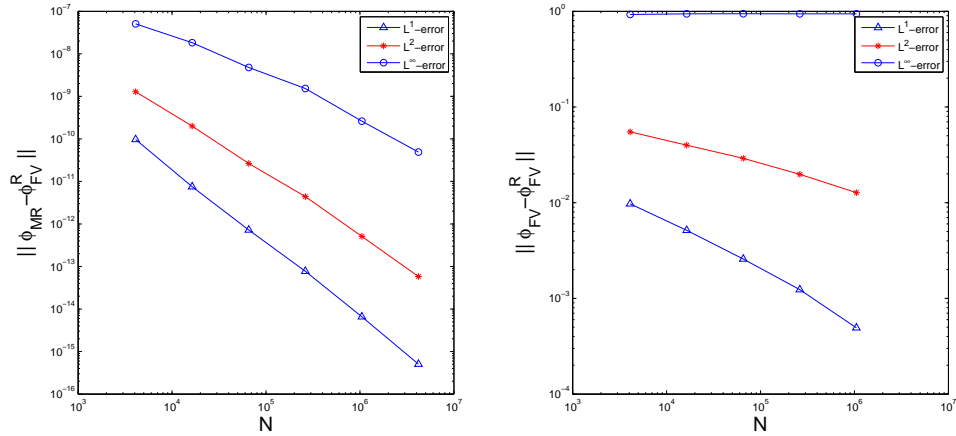 10^−7
10^−8
10^−9
10^−10
10^−11
10^−12
10^−13
10^−14
10^−15
10^−16
|| ϕ_MR−ϕ^R_FV ||
L^1−error
L^2−error
L^∞−error
10^3
10^4
10^5
10^6
10^7
N
10^0
10^−1
10^−2
10^−3
10^−4
|| ϕ_FV−ϕ^R_FV ||
L^1−error
L^2−error
L^∞−error
10^3
10^4
10^5
10^6
10^7
N